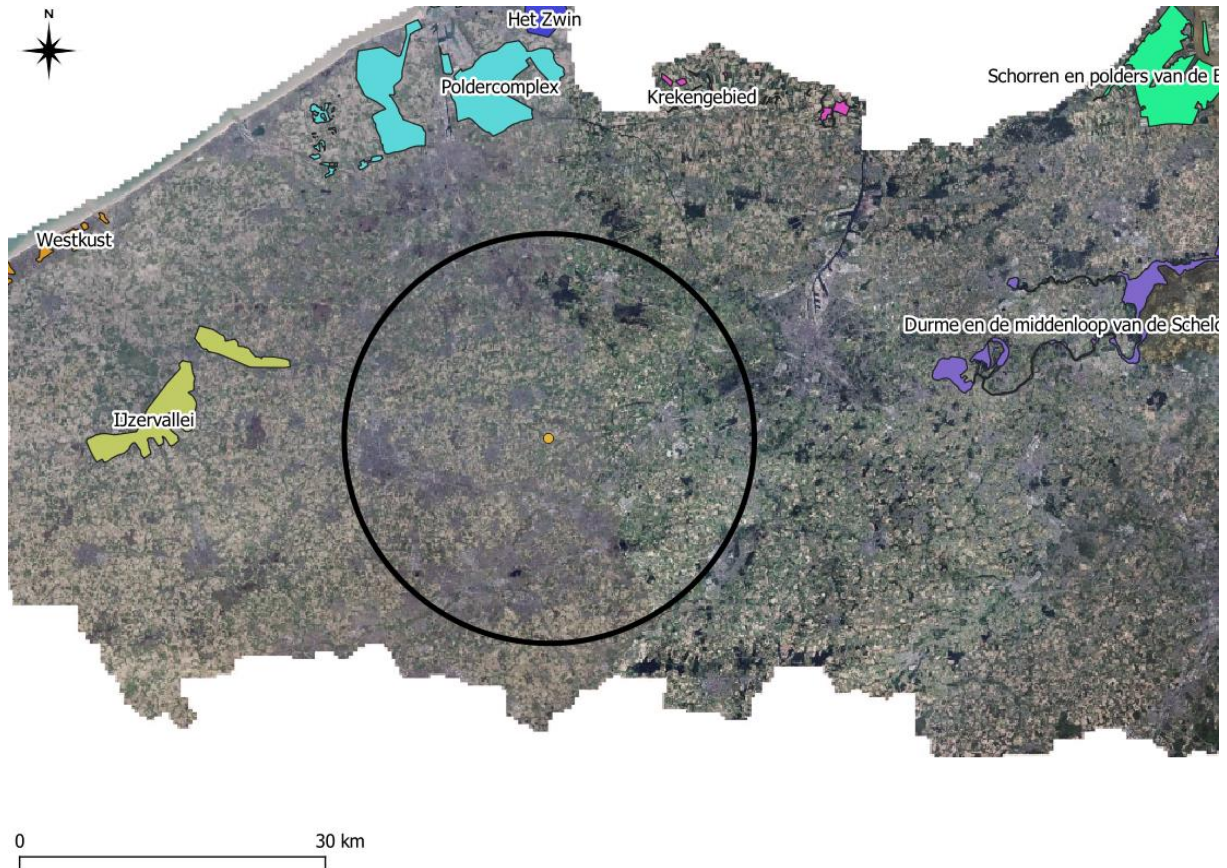 N
Het Zwin
Poldercomplex
Krekengebied
Schorren en polders van de B
Westkust
Durme en de middenloop van de Scheld
IJzervallei
0 30 km